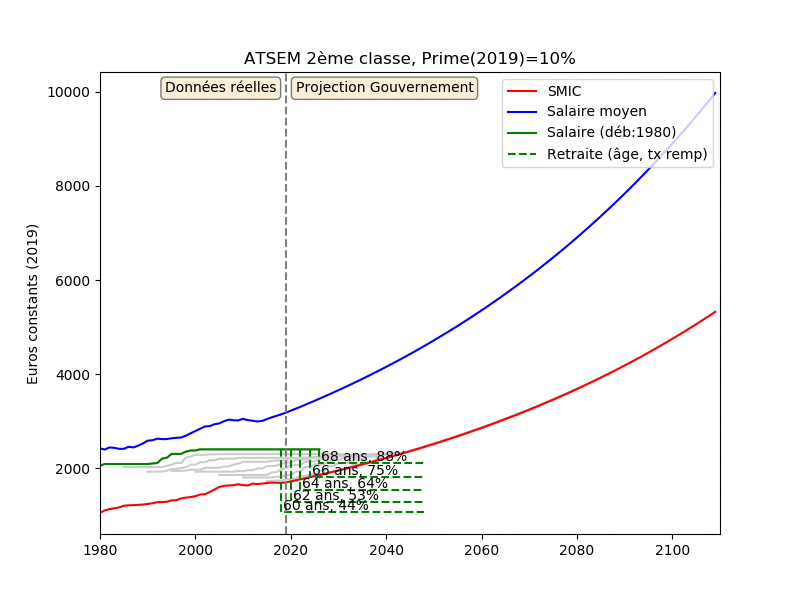 ATSEM 2ème classe, Prime(2019)=10%
Données réelles
Projection Gouvernement
SMIC
Salaire moyen
Salaire (déb:1980)
Retraite (âge, tx remp)
Euros constants (2019)
10000
8000
6000
4000
2000
68 ans, 88%
66 ans, 75%
64 ans, 64%
62 ans, 53%
60 ans, 44%
1980
2000
2020
2040
2060
2080
2100